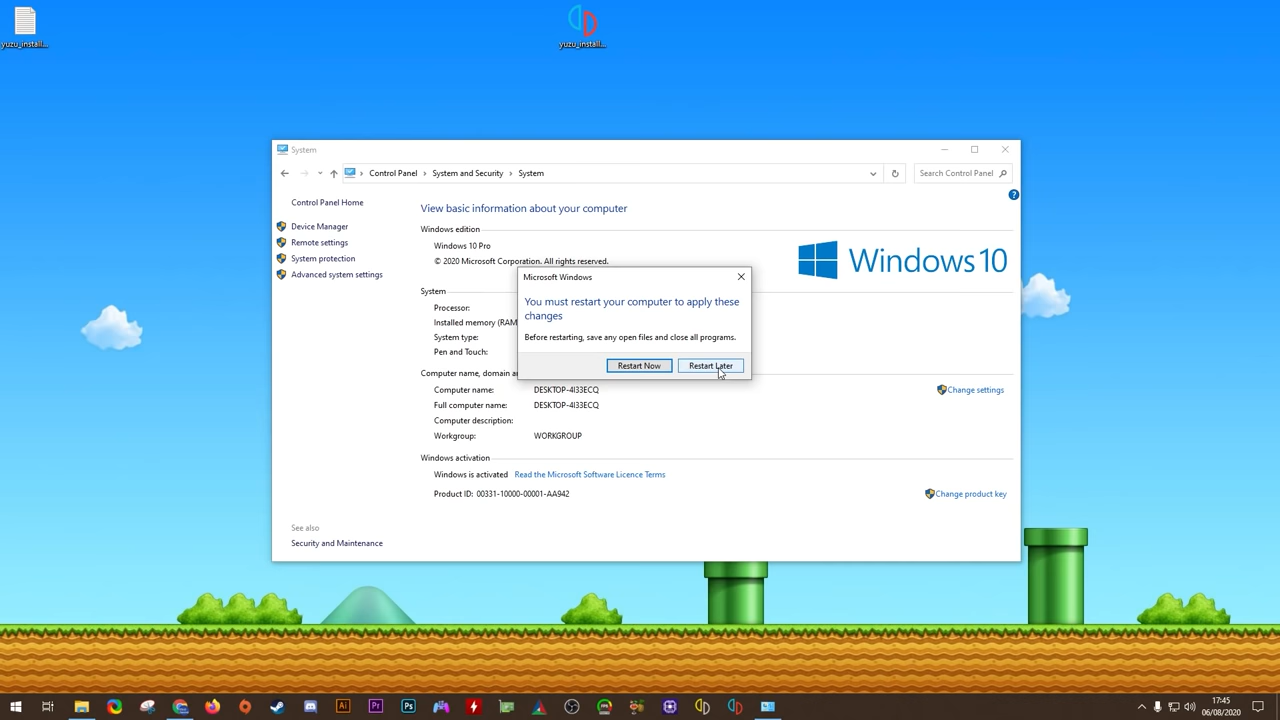 yuzu_install...
yuzu_install...
System
Control Panel
System and Security
System
Search Control Panel
Control Panel Home
Device Manager
Remote settings
System protection
Advanced system settings
View basic information about your computer
Windows edition
Windows 10 Pro
© 2020 Microsoft Corporation. All rights reserved.
Windows 10
System
Processor:
Installed memory (RAM
System type:
Pen and Touch:
Microsoft Windows
You must restart your computer to apply these
changes
Before restarting, save any open files and close all programs.
Restart Now
Restart Later
Computer name, domain a
Computer name: DESKTOP-4I33ECQ
Change settings
Full computer name: DESKTOP-4I33ECQ
Computer description:
Workgroup: WORKGROUP
Windows activation
Windows is activated Read the Microsoft Software Licence Terms
Product ID: 00331-10000-00001-AA942
Change product key
See also
Security and Maintenance
Ai
Pr
Ps
17:45
06/08/2020